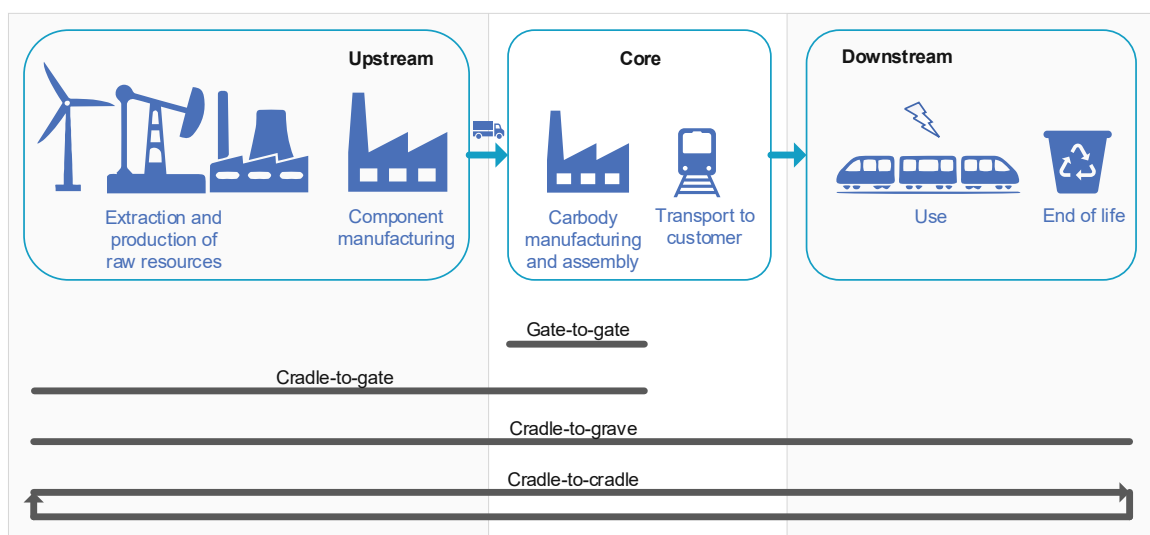 Upstream
Core
Downstream
Extraction and
production of
raw resources
Component
manufacturing
Carbody
manufacturing
and assembly
Transport to
customer
Use
End of life
Gate-to-gate
Cradle-to-gate
Cradle-to-grave
Cradle-to-cradle